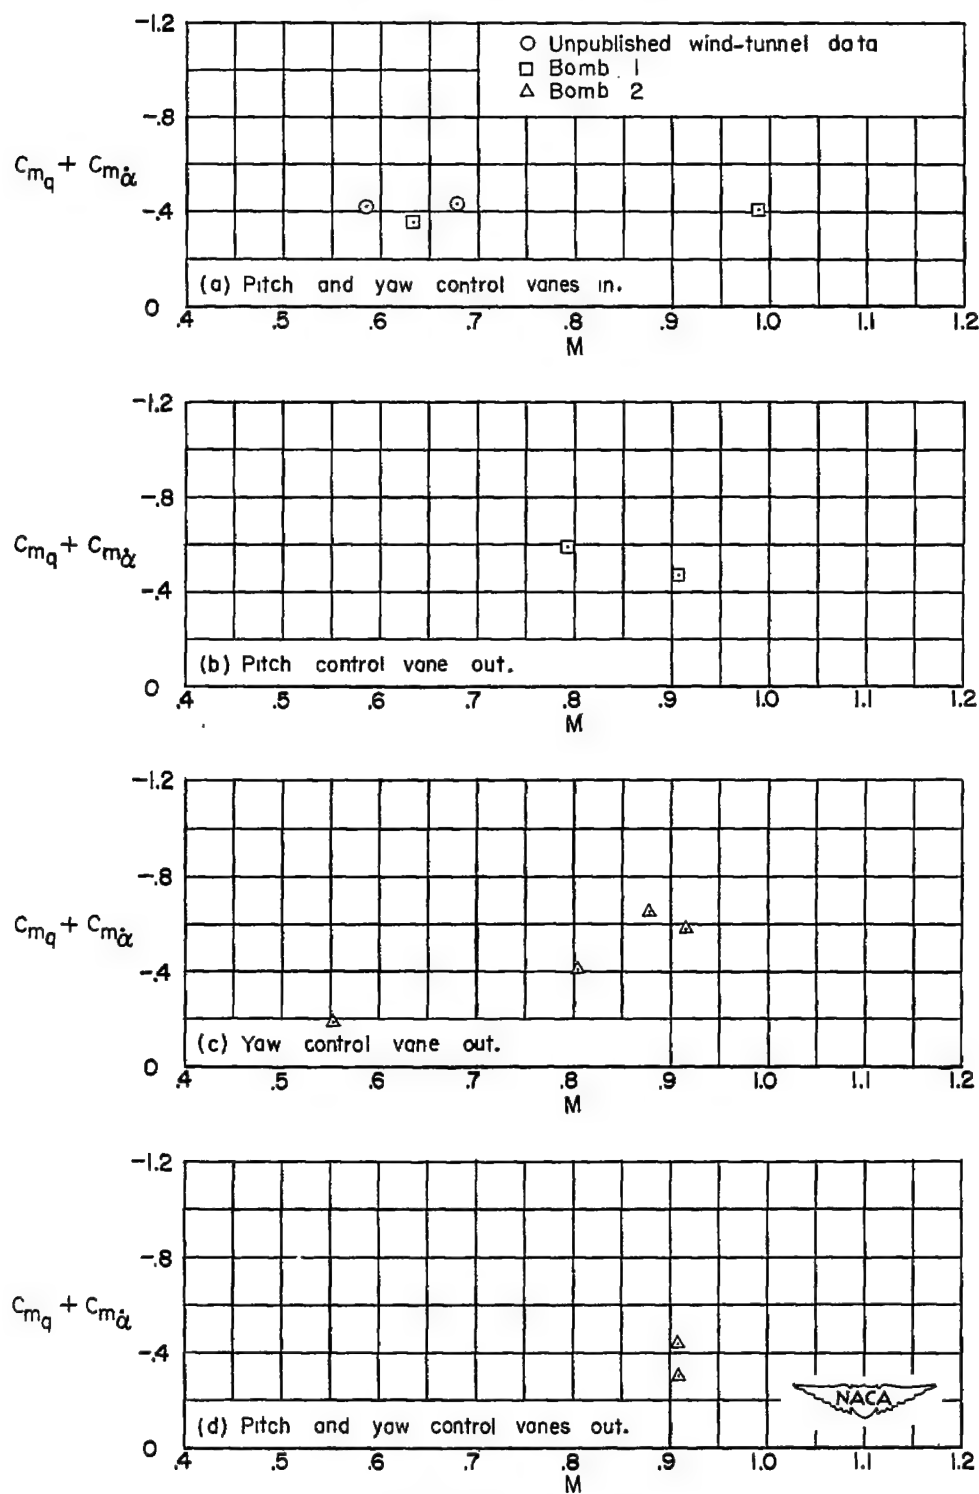 -1.2
○ Unpublished wind-tunnel data
□ Bomb 1
△ Bomb 2
-.8
Cmq + Cmα̇
-.4
(a) Pitch and yaw control vanes in.
0
.4 .5 .6 .7 .8 .9 1.0 1.1 1.2
M
-1.2
-.8
Cmq + Cmα̇
-.4
(b) Pitch control vane out.
0
.4 .5 .6 .7 .8 .9 1.0 1.1 1.2
M
-1.2
-.8
Cmq + Cmα̇
-.4
(c) Yaw control vane out.
0
.4 .5 .6 .7 .8 .9 1.0 1.1 1.2
M
-1.2
-.8
Cmq + Cmα̇
-.4
NACA
(d) Pitch and yaw control vanes out.
0
.4 .5 .6 .7 .8 .9 1.0 1.1 1.2
M